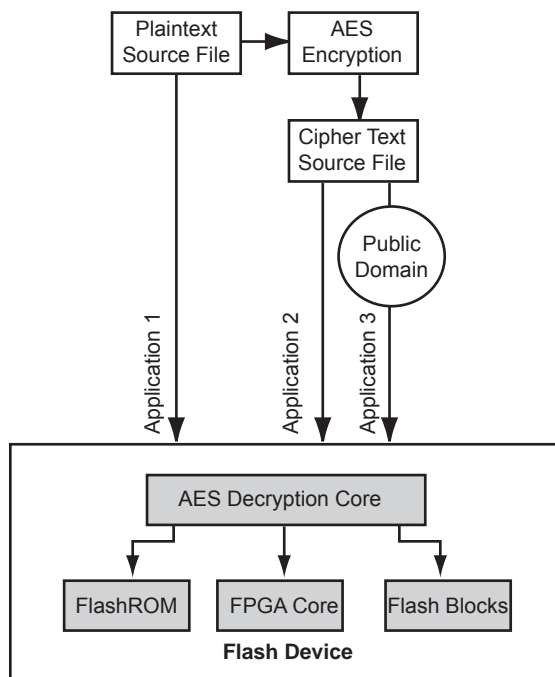 Plaintext
Source File
AES
Encryption
Cipher Text
Source File
Public
Domain
Application 1
Application 2
Application 3
AES Decryption Core
FlashROM
FPGA Core
Flash Blocks
Flash Device